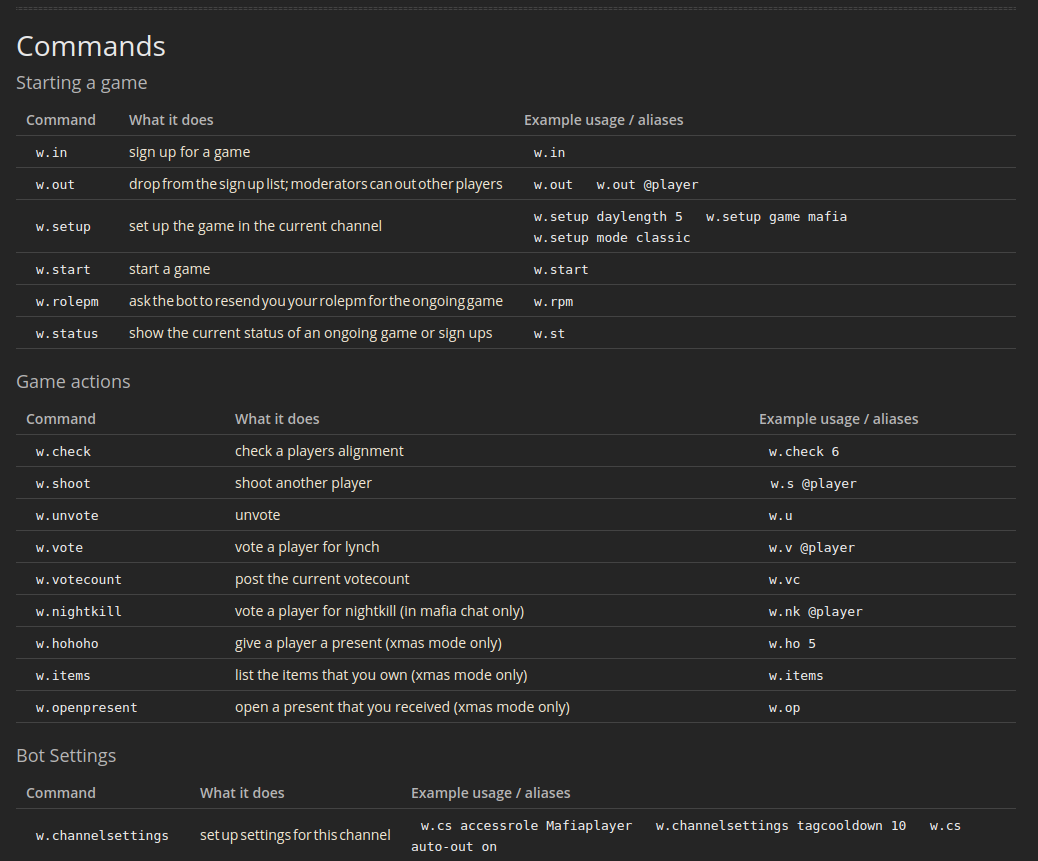 Commands
Starting a game
Command What it does Example usage / aliases
w.in sign up for a game w.in
w.out drop from the sign up list; moderators can out other players w.out w.out @player
w.setup set up the game in the current channel w.setup daylength 5 w.setup game mafia
w.setup mode classic
w.start start a game w.start
w.rolepm ask the bot to resend you your rolepm for the ongoing game w.rpm
w.status show the current status of an ongoing game or sign ups w.st
Game actions
Command What it does Example usage / aliases
w.check check a players alignment w.check 6
w.shoot shoot another player w.s @player
w.unvote unvote w.u
w.vote vote a player for lynch w.v @player
w.votecount post the current votecount w.vc
w.nightkill vote a player for nightkill (in mafia chat only) w.nk @player
w.hohoho give a player a present (xmas mode only) w.ho 5
w.items list the items that you own (xmas mode only) w.items
w.openpresent open a present that you received (xmas mode only) w.op
Bot Settings
Command What it does Example usage / aliases
w.channelsettings set up settings for this channel w.cs accessrole Mafiaplayer w.channelsettings tagcooldown 10 w.cs
auto-out on